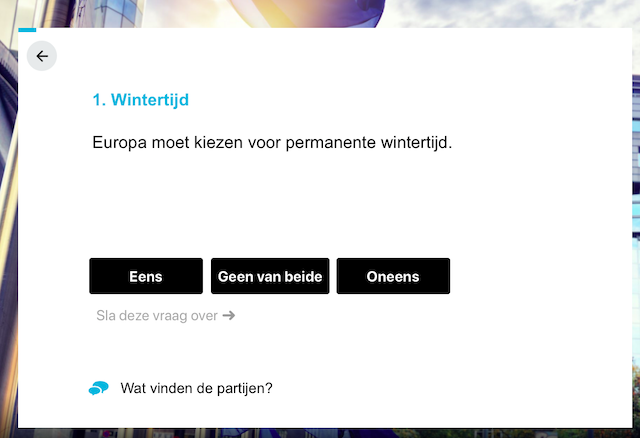 1. Wintertijd
Europa moet kiezen voor permanente wintertijd.
Eens
Geen van beide
Oneens
Sla deze vraag over
Wat vinden de partijen?